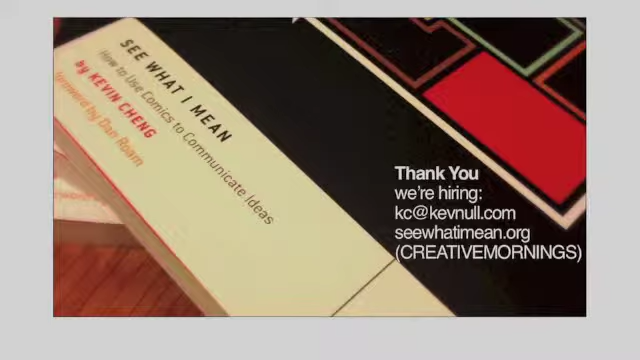 SEE WHAT I MEAN
How to Use Comics to Communicate Ideas
by KEVIN CHENG
foreword by Dan Roam
Thank You
we're hiring:
kc@kevnull.com
seewhatimean.org
(CREATIVEMORNINGS)